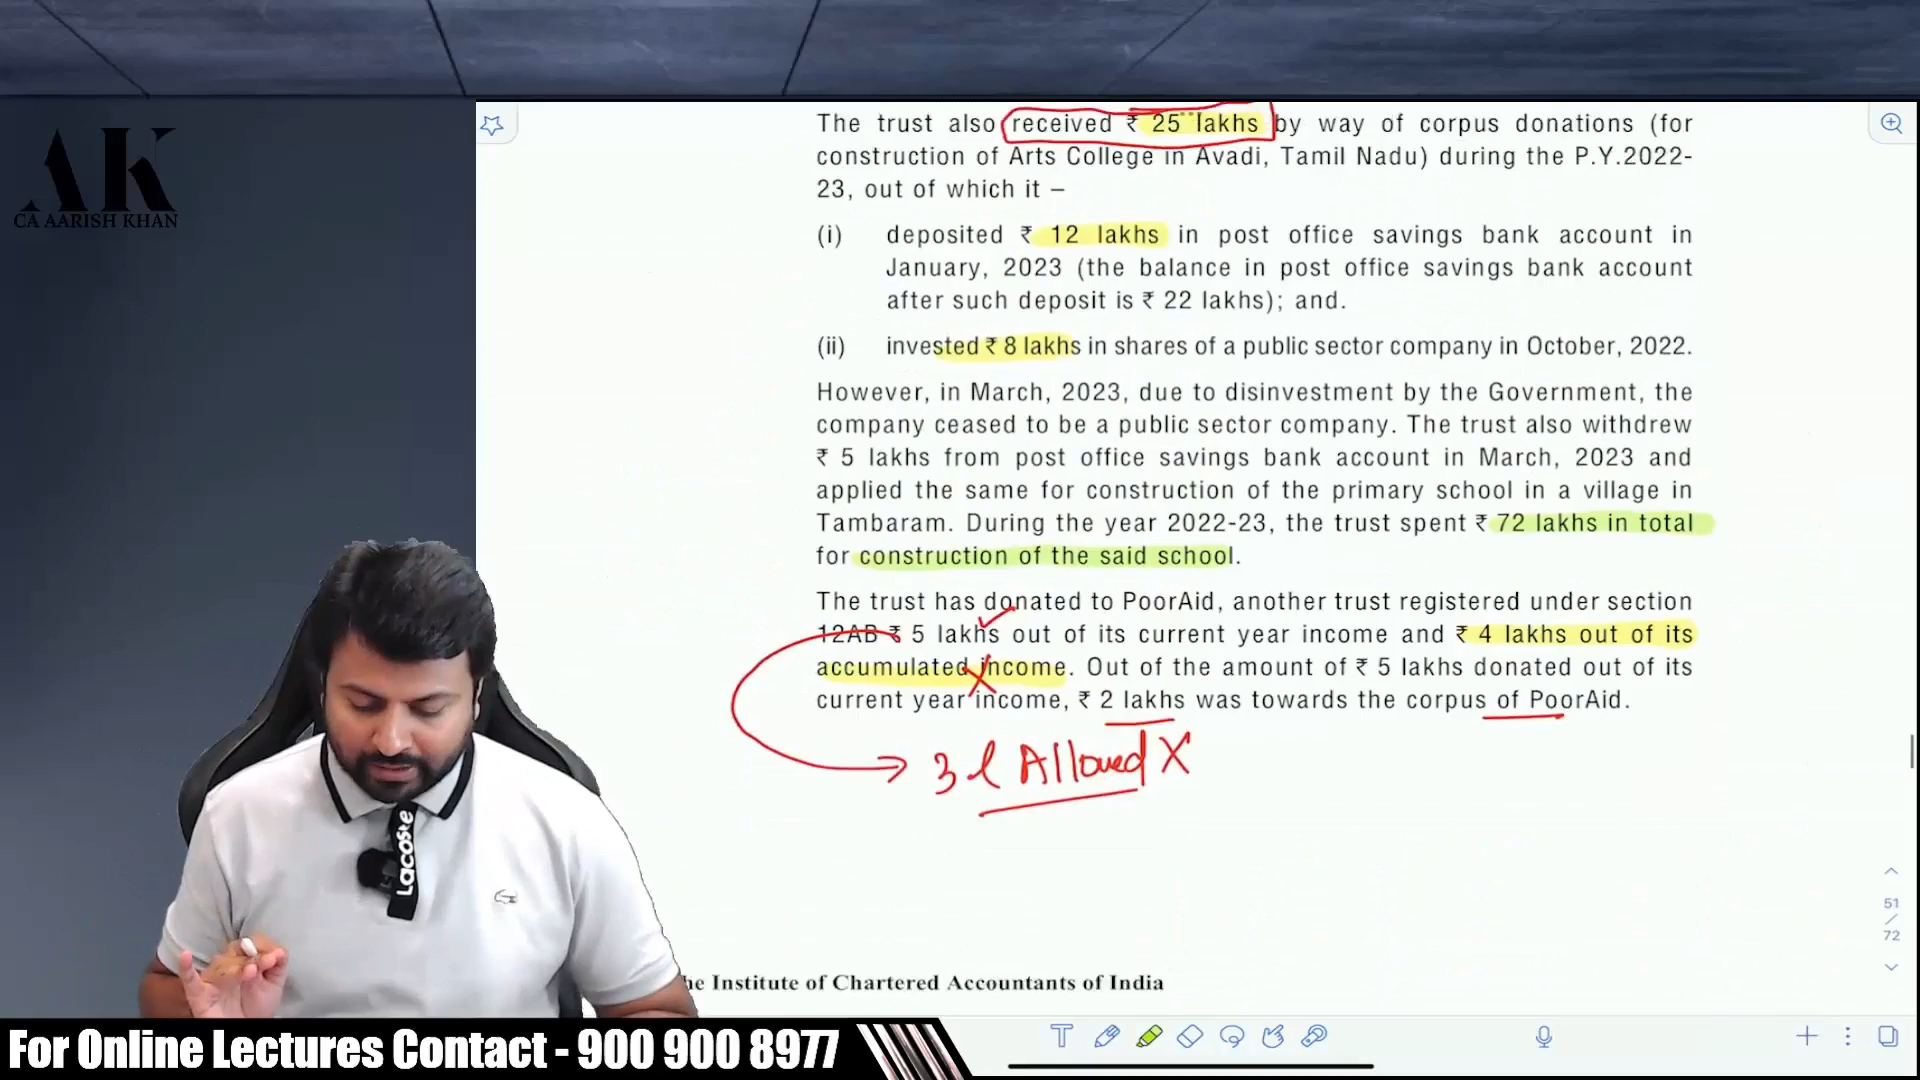 AK
CA AARISH KHAN
The trust also received ₹ 25 lakhs by way of corpus donations (for
construction of Arts College in Avadi, Tamil Nadu) during the P.Y.2022-
23, out of which it –
(i) deposited ₹ 12 lakhs in post office savings bank account in
January, 2023 (the balance in post office savings bank account
after such deposit is ₹ 22 lakhs); and.
(ii) invested ₹ 8 lakhs in shares of a public sector company in October, 2022.
However, in March, 2023, due to disinvestment by the Government, the
company ceased to be a public sector company. The trust also withdrew
₹ 5 lakhs from post office savings bank account in March, 2023 and
applied the same for construction of the primary school in a village in
Tambaram. During the year 2022-23, the trust spent ₹ 72 lakhs in total
for construction of the said school.
The trust has donated to PoorAid, another trust registered under section
12AB ₹ 5 lakhs out of its current year income and ₹ 4 lakhs out of its
accumulated income. Out of the amount of ₹ 5 lakhs donated out of its
current year income, ₹ 2 lakhs was towards the corpus of PoorAid.
3 l Allowed X
Lacoste
51
/
72
he Institute of Chartered Accountants of India
For Online Lectures Contact - 900 900 8977